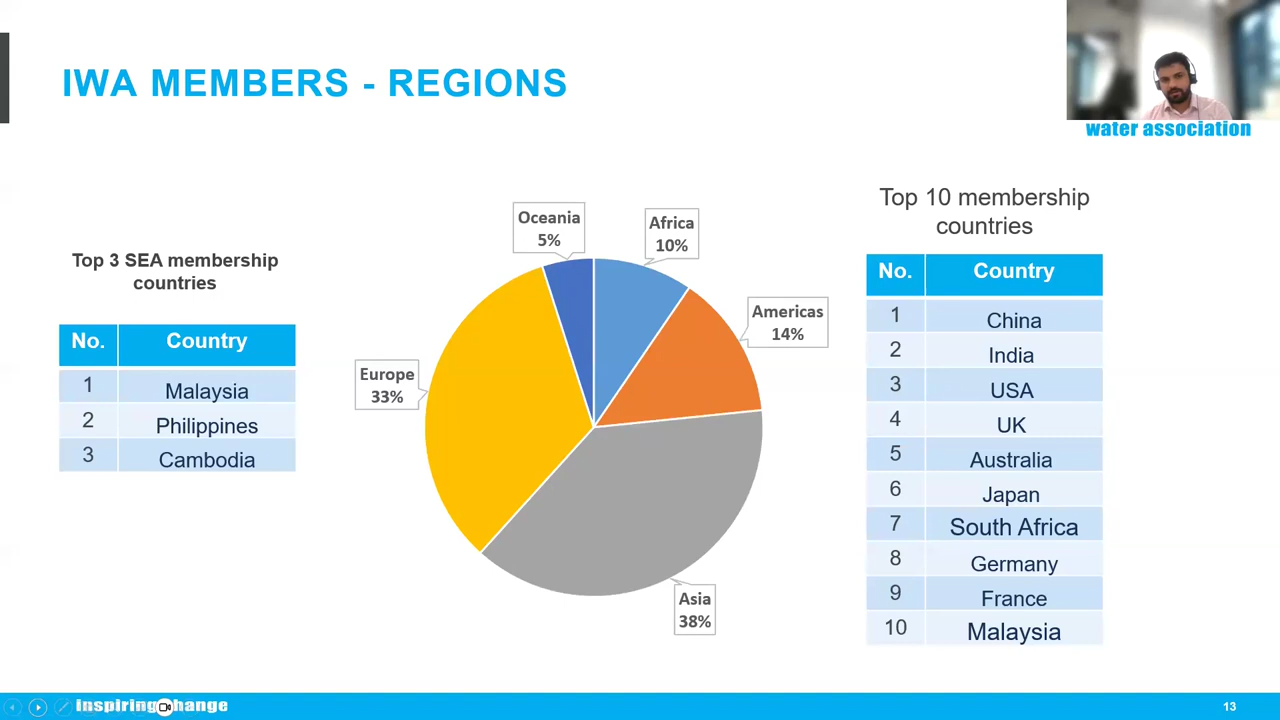 IWA MEMBERS - REGIONS
water association
Top 3 SEA membership
countries
No. Country
1 Malaysia
2 Philippines
3 Cambodia
Oceania
5%
Africa
10%
Americas
14%
Europe
33%
Asia
38%
Top 10 membership
countries
No. Country
1 China
2 India
3 USA
4 UK
5 Australia
6 Japan
7 South Africa
8 Germany
9 France
10 Malaysia
inspiring change
13